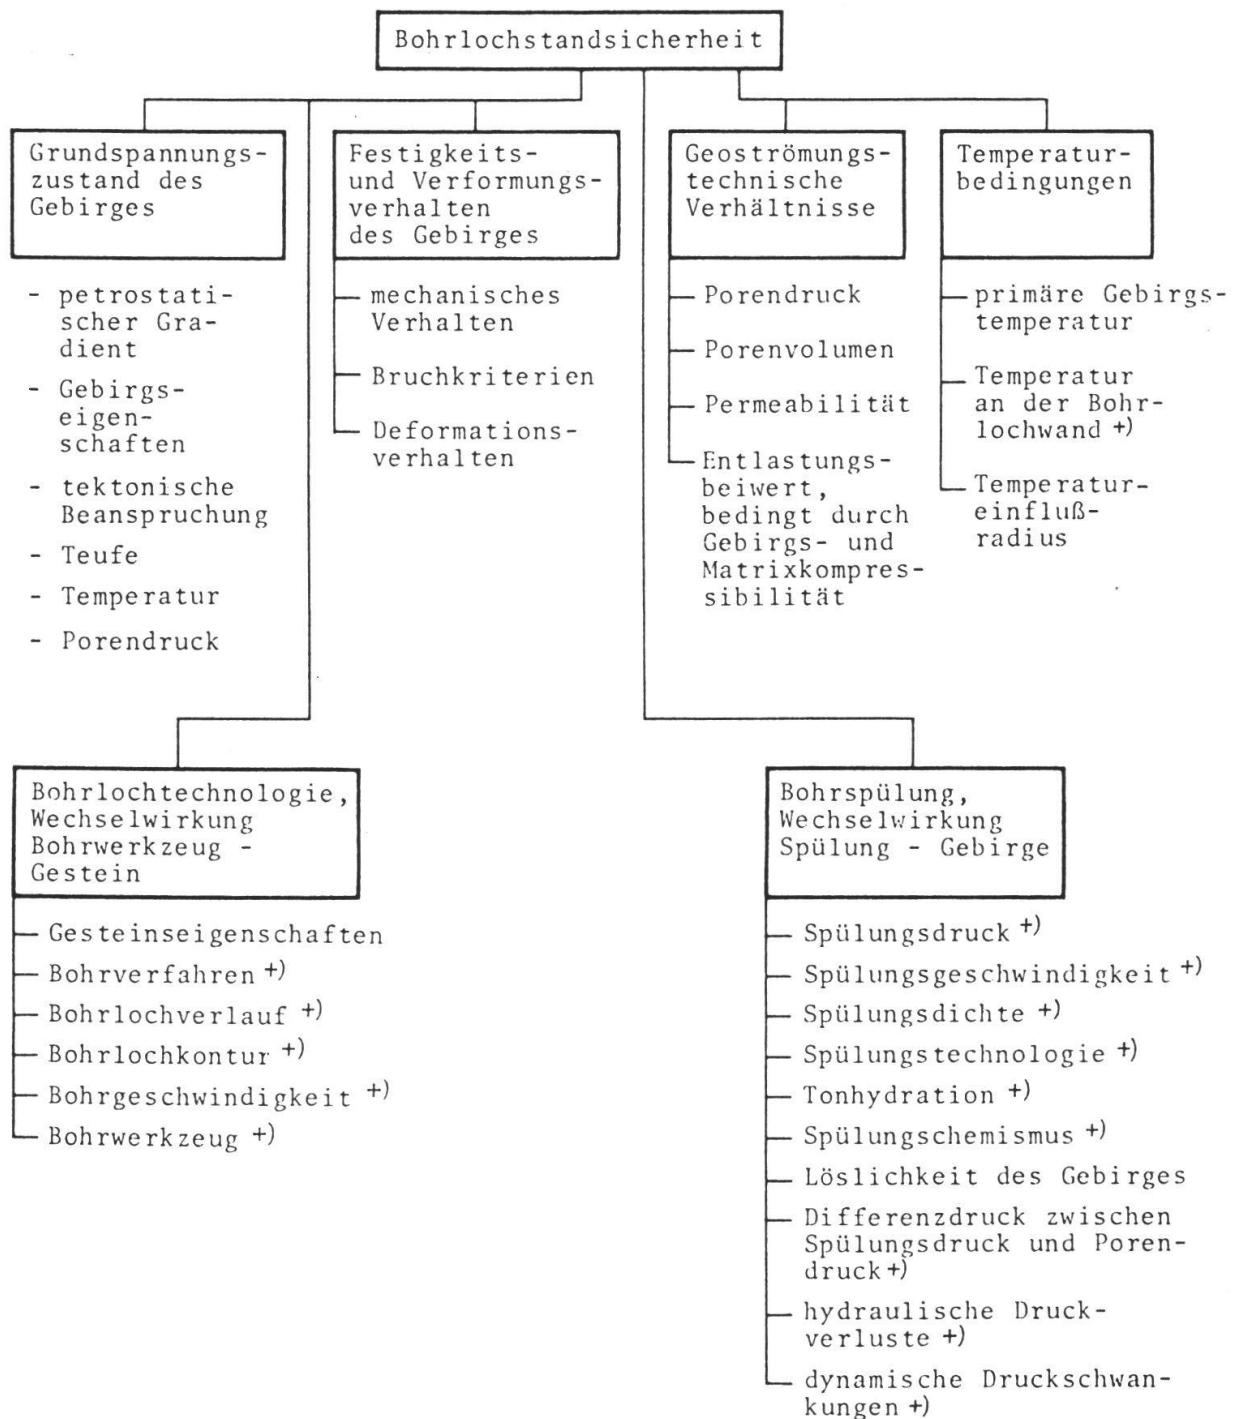 Bohrlochstandsicherheit
Grundspannungs-
zustand des
Gebirges
- petrostati-
scher Gra-
dient
- Gebirgs-
eigen-
schaften
- tektonische
Beanspruchung
- Teufe
- Temperatur
- Porendruck
Festigkeits-
und Verformungs-
verhalten
des Gebirges
mechanisches
Verhalten
Bruchkriterien
Deformations-
verhalten
Geoströmungs-
technische
Verhältnisse
Porendruck
Porenvolumen
Permeabilität
Entlastungs-
beiwert,
bedingt durch
Gebirgs- und
Matrixkompres-
sibilität
Temperatur-
bedingungen
primäre Gebirgs-
temperatur
Temperatur
an der Bohr-
lochwand +)
Temperatur-
einfluß-
radius
Bohrlochtechnologie,
Wechselwirkung
Bohrwerkzeug -
Gestein
Gesteinseigenschaften
Bohrverfahren +)
Bohrlochverlauf +)
Bohrlochkontur +)
Bohrgeschwindigkeit +)
Bohrwerkzeug +)
Bohrspülung,
Wechselwirkung
Spülung - Gebirge
Spülungsdruck +)
Spülungsgeschwindigkeit +)
Spülungsdichte +)
Spülungstechnologie +)
Tonhydration +)
Spülungschemismus +)
Löslichkeit des Gebirges
Differenzdruck zwischen
Spülungsdruck und Poren-
druck +)
hydraulische Druck-
verluste +)
dynamische Druckschwan-
kungen +)